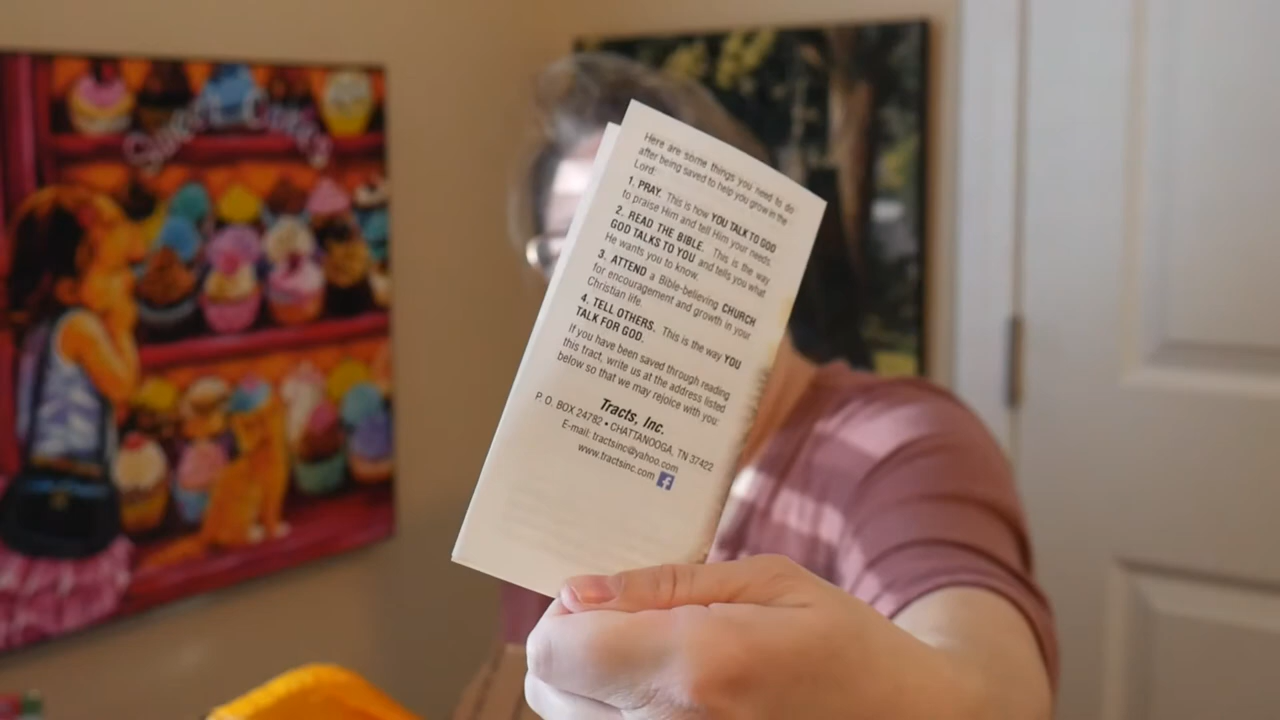 Sweet Cakes
Here are some things you need to do
after being saved to help you grow in the
Lord:
1. PRAY. This is how YOU TALK TO GOD
to praise Him and tell Him your needs.
2. READ THE BIBLE. This is the way
GOD TALKS TO YOU and tells you what
He wants you to know.
3. ATTEND a Bible-believing CHURCH
for encouragement and growth in your
Christian life.
4. TELL OTHERS. This is the way YOU
TALK FOR GOD.
If you have been saved through reading
this tract, write us at the address listed
below so that we may rejoice with you:
Tracts, Inc.
P. O. BOX 24782 • CHATTANOOGA, TN 37422
E-mail: tractsinc@yahoo.com
www.tractsinc.com f